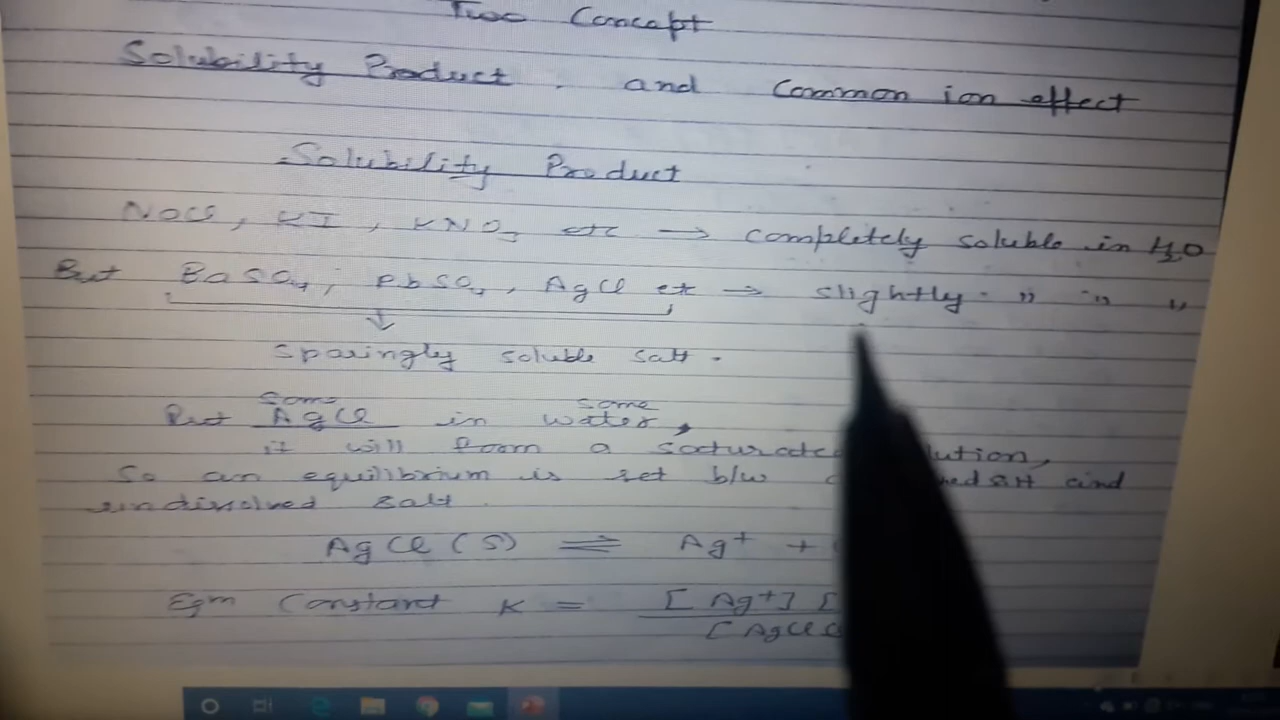 Two Concept
Solubility Product and Common ion effect
Solubility Product
NaCl, KI, KNO3 etc → completely soluble in H2O
But BaSO4, PbSO4, AgCl etc → slightly " " "
sparingly soluble salt.
Put some AgCl in some water,
it will form a saturated
So an equilibrium is set b/w and
undissolved salt.
AgCl (S) ⇌ Ag+ +
Eqm Constant K = [Ag+] [
[AgCl